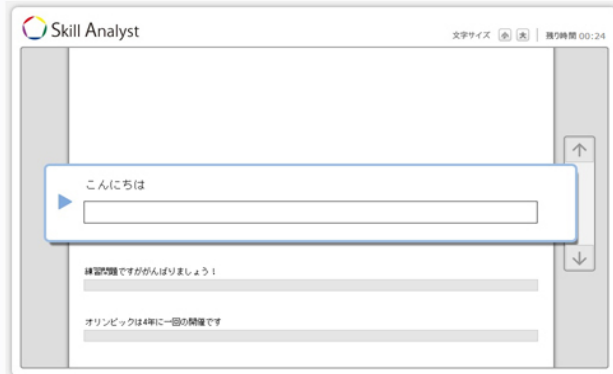 Skill Analyst
文字サイズ 小 大 残り時間 00:24
こんにちは
練習問題ですががんばりましょう！
オリンピックは4年に一回の開催です